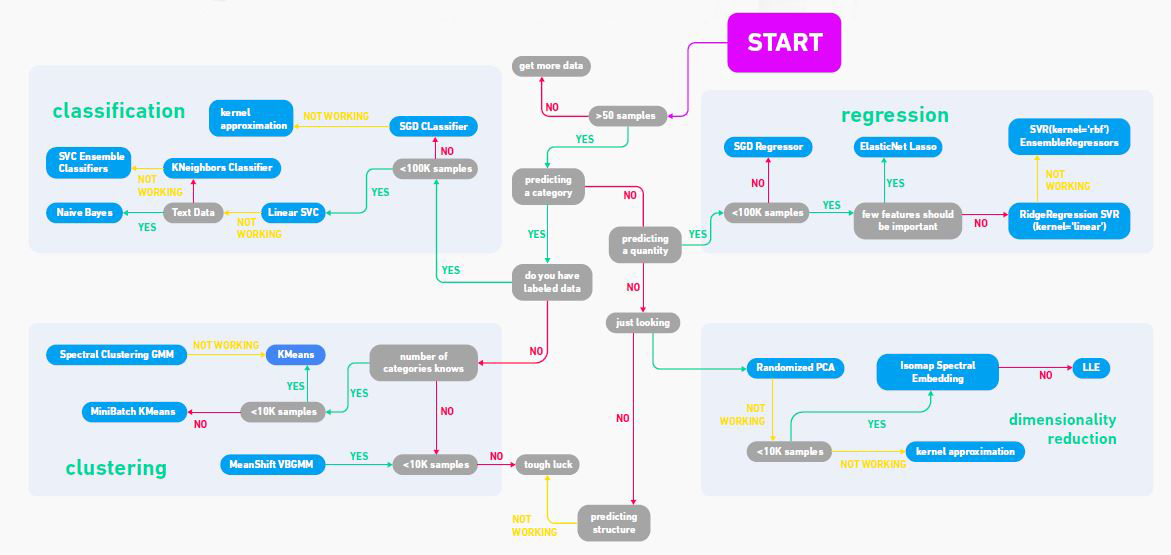 START
get more data
NO
>50 samples
YES
classification
kernel
approximation
NOT WORKING
SGD CLassifier
NO
<100K samples
YES
SVC Ensemble
Classifiers
KNeighbors Classifier
NOT
WORKING
Naive Bayes
YES
Text Data
NOT
WORKING
Linear SVC
predicting
a category
NO
YES
predicting
a quantity
YES
NO
do you have
labeled data
YES
NO
regression
SGD Regressor
NO
<100K samples
YES
ElasticNet Lasso
YES
few features should
be important
NO
SVR(kernel='rbf')
EnsembleRegressors
NOT
WORKING
RidgeRegression SVR
(kernel='linear')
just looking
NO
Spectral Clustering GMM
NOT WORKING
KMeans
YES
number of
categories knows
YES
NO
MiniBatch KMeans
NO
<10K samples
clustering
MeanShift VBGMM
YES
<10K samples
NO
tough luck
NOT
WORKING
predicting
structure
Randomized PCA
NOT
WORKING
<10K samples
YES
Isomap Spectral
Embedding
NO
LLE
NOT WORKING
kernel approximation
dimensionality
reduction